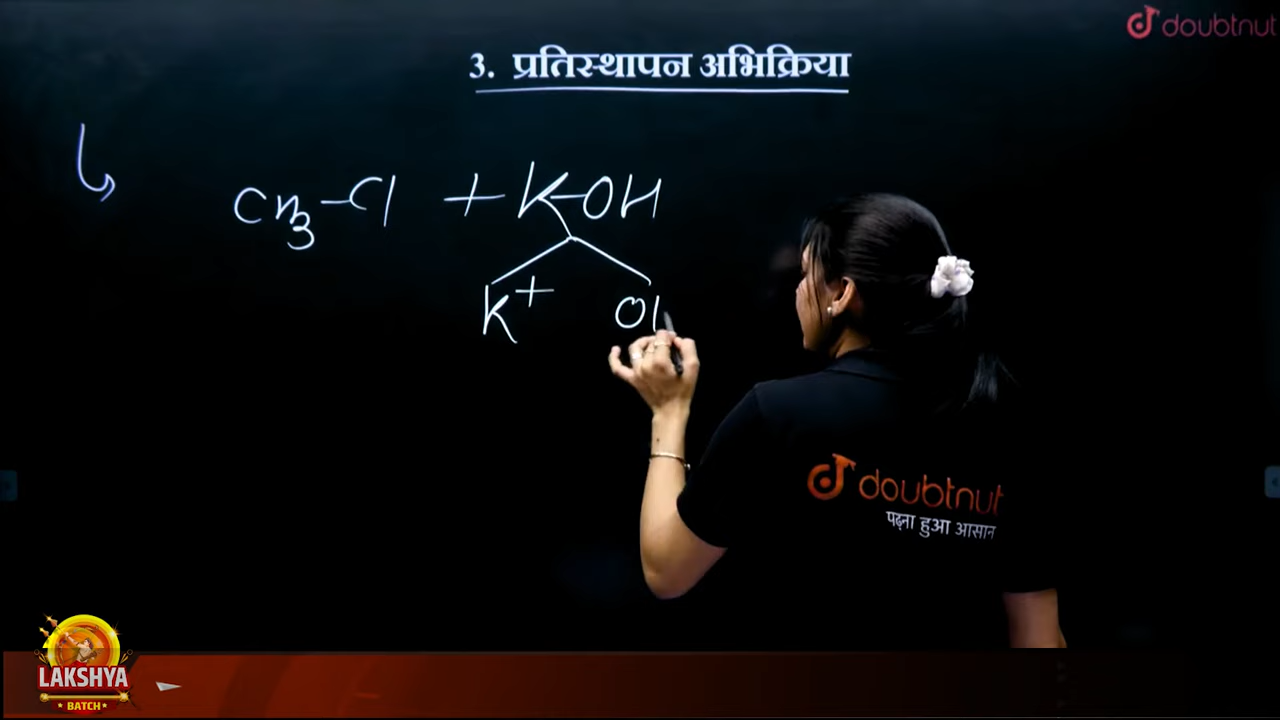 doubtnut
3. प्रतिस्थापन अभिक्रिया
CH3-Cl + K-OH
K+ OH
doubtnut
पढ़ना हुआ आसान
LAKSHYA
BATCH